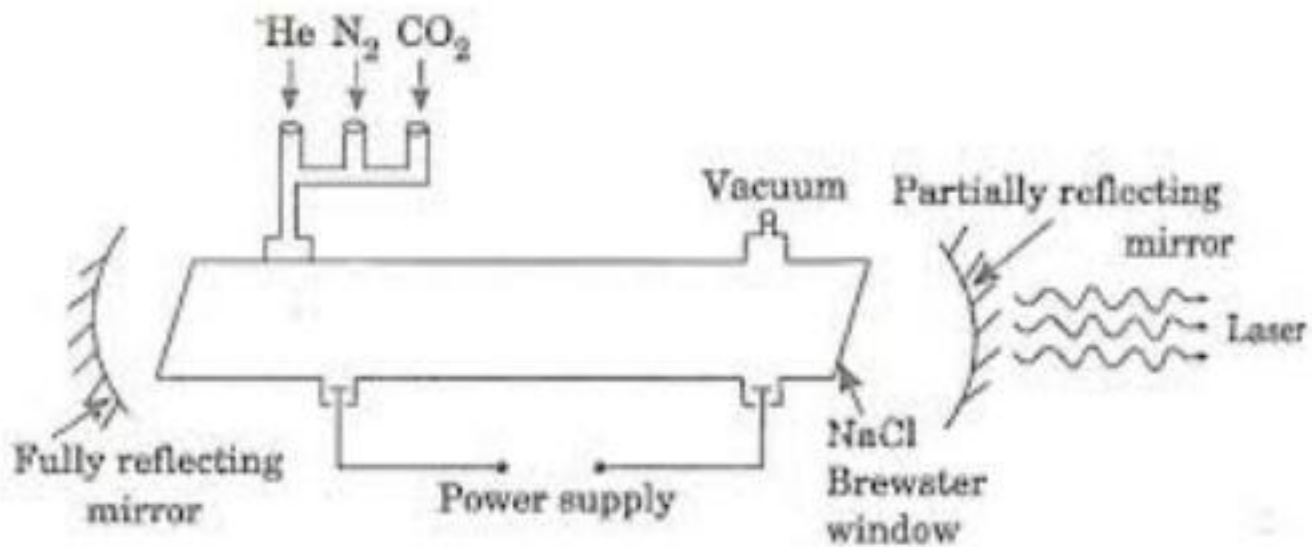 He N₂ CO₂
Vacuum
Partially reflecting
mirror
Laser
Fully reflecting
mirror
Power supply
NaCl
Brewster
window